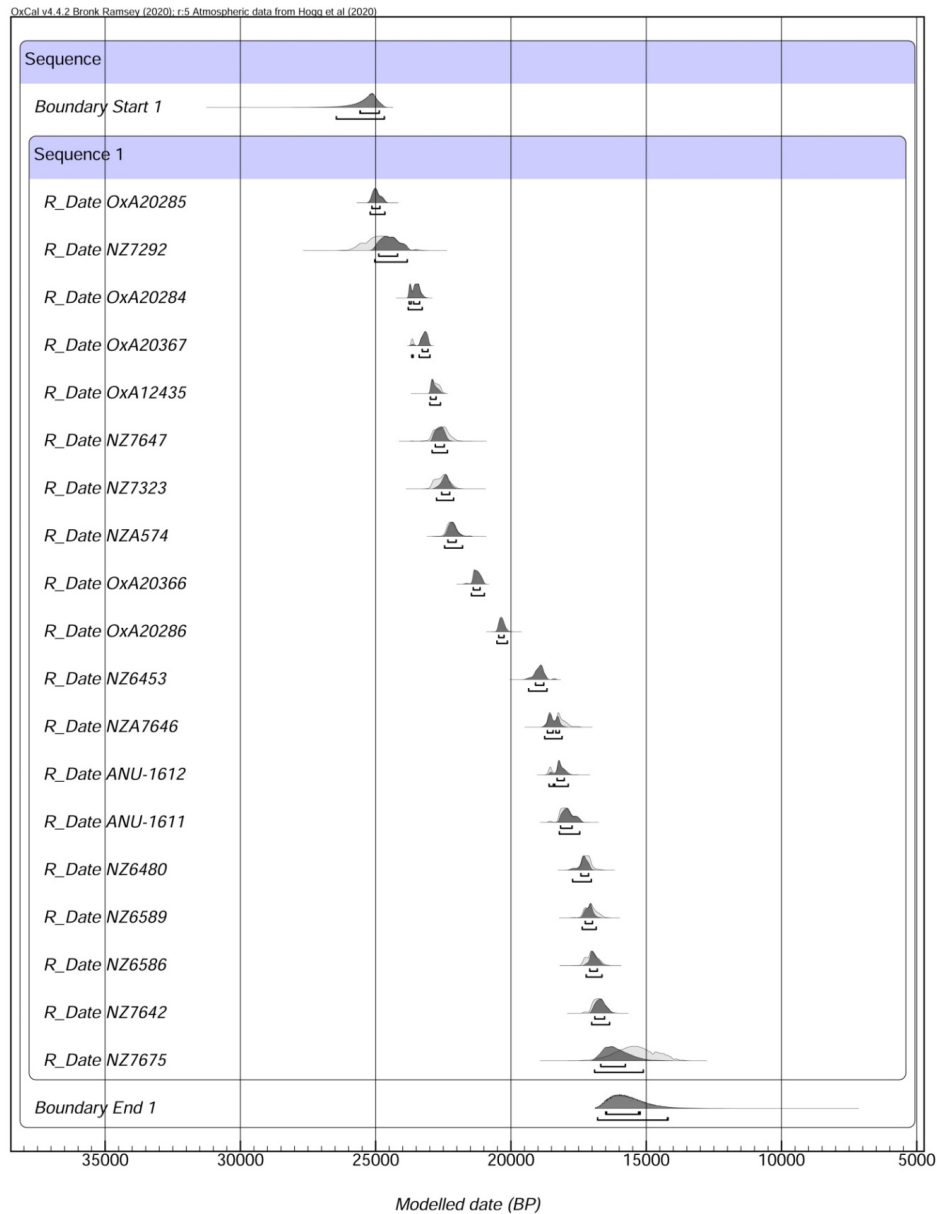 OxCal v4.4.2 Bronk Ramsey (2020); r:5 Atmospheric data from Hogg et al (2020)
Sequence
Boundary Start 1
Sequence 1
R_Date OxA20285
R_Date NZ7292
R_Date OxA20284
R_Date OxA20367
R_Date OxA12435
R_Date NZ7647
R_Date NZ7323
R_Date NZA574
R_Date OxA20366
R_Date OxA20286
R_Date NZ6453
R_Date NZA7646
R_Date ANU-1612
R_Date ANU-1611
R_Date NZ6480
R_Date NZ6589
R_Date NZ6586
R_Date NZ7642
R_Date NZ7675
Boundary End 1
35000 30000 25000 20000 15000 10000 5000
Modelled date (BP)